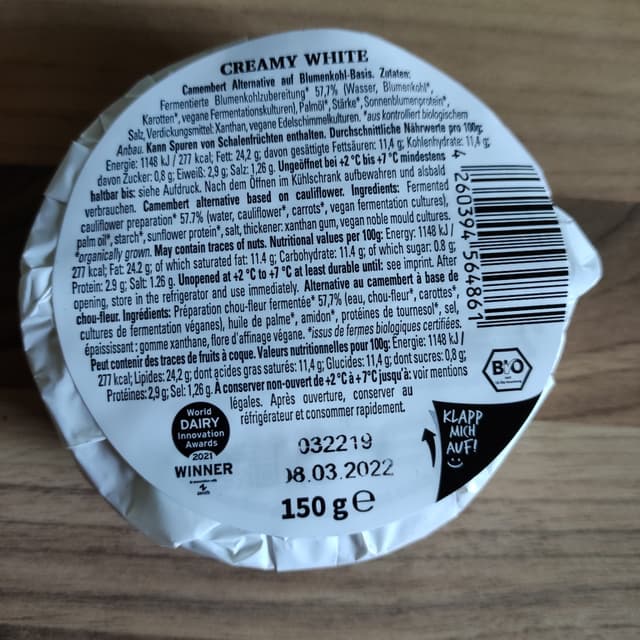 CREAMY WHITE
Camembert Alternative auf Blumenkohl-Basis. Zutaten:
Fermentierte Blumenkohlzubereitung* 57,7% (Wasser, Blumenkohl*,
Karotten*, vegane Fermentationskulturen), Palmöl*, Stärke*, Sonnenblumenprotein*,
Salz, Verdickungsmittel: Xanthan, vegane Edelschimmelkulturen. *aus kontrolliert biologischem
Anbau. Kann Spuren von Schalenfrüchten enthalten. Durchschnittliche Nährwerte pro 100g:
Energie: 1148 kJ / 277 kcal; Fett: 24,2 g; davon gesättigte Fettsäuren: 11,4 g; Kohlenhydrate: 11,4 g;
davon Zucker: 0,8 g; Eiweiß: 2,9 g; Salz: 1,26 g. Ungeöffnet bei +2 °C bis +7 °C mindestens
haltbar bis: siehe Aufdruck. Nach dem Öffnen im Kühlschrank aufbewahren und alsbald
verbrauchen. Camembert alternative based on cauliflower. Ingredients: Fermented
cauliflower preparation* 57.7% (water, cauliflower*, carrots*, vegan fermentation cultures),
palm oil*, starch*, sunflower protein*, salt, thickener: xanthan gum, vegan noble mould cultures.
*organically grown. May contain traces of nuts. Nutritional values per 100g: Energy: 1148 kJ /
277 kcal; Fat: 24.2 g; of which saturated fat: 11.4 g; Carbohydrate: 11.4 g; of which sugar: 0.8 g;
Protein: 2.9 g; Salt: 1.26 g. Unopened at +2 °C to +7 °C at least durable until: see imprint. After
opening, store in the refrigerator and use immediately. Alternative au camembert à base de
chou-fleur. Ingrédients: Préparation chou-fleur fermentée* 57,7% (eau, chou-fleur*, carottes*,
cultures de fermentation véganes), huile de palme*, amidon*, protéines de tournesol*, sel,
épaississant: gomme xanthane, flore d'affinage végane. *issus de fermes biologiques certifiées.
Peut contenir des traces de fruits à coque. Valeurs nutritionnelles pour 100g: Énergie: 1148 kJ /
277 kcal; Lipides: 24,2 g; dont acides gras saturés: 11,4 g; Glucides: 11,4 g; dont sucres: 0,8 g;
Protéines: 2,9 g; Sel: 1,26 g. À conserver non-ouvert de +2 °C à +7°C jusqu'à: voir mentions
légales. Après ouverture, conserver au
réfrigérateur et consommer rapidement.
4 260394 564861
BIO
World
DAIRY
Innovation
Awards
2021
WINNER
032219
08.03.2022
150 g e
KLAPP
MICH
AUF!